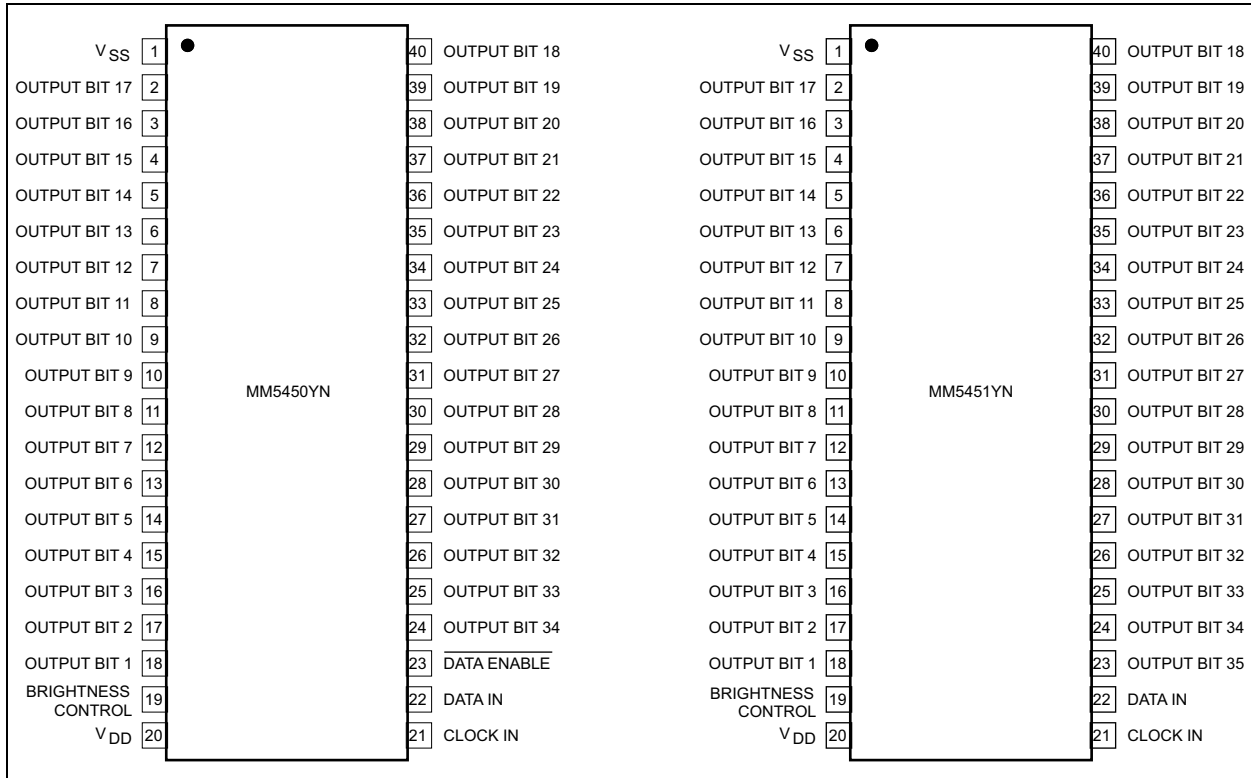 VSS 1 40 OUTPUT BIT 18
OUTPUT BIT 17 2 39 OUTPUT BIT 19
OUTPUT BIT 16 3 38 OUTPUT BIT 20
OUTPUT BIT 15 4 37 OUTPUT BIT 21
OUTPUT BIT 14 5 36 OUTPUT BIT 22
OUTPUT BIT 13 6 35 OUTPUT BIT 23
OUTPUT BIT 12 7 34 OUTPUT BIT 24
OUTPUT BIT 11 8 33 OUTPUT BIT 25
OUTPUT BIT 10 9 32 OUTPUT BIT 26
OUTPUT BIT 9 10 31 OUTPUT BIT 27
MM5450YN
OUTPUT BIT 8 11 30 OUTPUT BIT 28
OUTPUT BIT 7 12 29 OUTPUT BIT 29
OUTPUT BIT 6 13 28 OUTPUT BIT 30
OUTPUT BIT 5 14 27 OUTPUT BIT 31
OUTPUT BIT 4 15 26 OUTPUT BIT 32
OUTPUT BIT 3 16 25 OUTPUT BIT 33
OUTPUT BIT 2 17 24 OUTPUT BIT 34
OUTPUT BIT 1 18 23 DATA ENABLE
BRIGHTNESS
CONTROL 19 22 DATA IN
VDD 20 21 CLOCK IN
VSS 1 40 OUTPUT BIT 18
OUTPUT BIT 17 2 39 OUTPUT BIT 19
OUTPUT BIT 16 3 38 OUTPUT BIT 20
OUTPUT BIT 15 4 37 OUTPUT BIT 21
OUTPUT BIT 14 5 36 OUTPUT BIT 22
OUTPUT BIT 13 6 35 OUTPUT BIT 23
OUTPUT BIT 12 7 34 OUTPUT BIT 24
OUTPUT BIT 11 8 33 OUTPUT BIT 25
OUTPUT BIT 10 9 32 OUTPUT BIT 26
OUTPUT BIT 9 10 31 OUTPUT BIT 27
MM5451YN
OUTPUT BIT 8 11 30 OUTPUT BIT 28
OUTPUT BIT 7 12 29 OUTPUT BIT 29
OUTPUT BIT 6 13 28 OUTPUT BIT 30
OUTPUT BIT 5 14 27 OUTPUT BIT 31
OUTPUT BIT 4 15 26 OUTPUT BIT 32
OUTPUT BIT 3 16 25 OUTPUT BIT 33
OUTPUT BIT 2 17 24 OUTPUT BIT 34
OUTPUT BIT 1 18 23 OUTPUT BIT 35
BRIGHTNESS
CONTROL 19 22 DATA IN
VDD 20 21 CLOCK IN